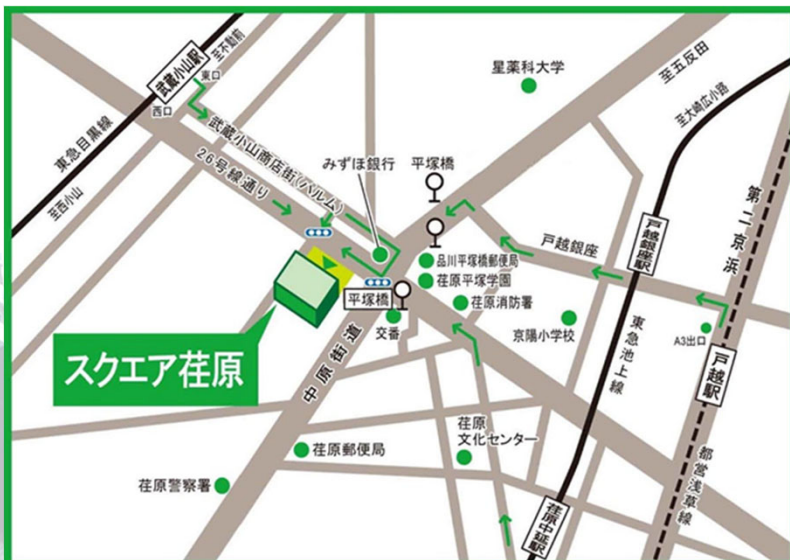 至不動前
武蔵小山駅
東口
西口
東急目黒線
至西小山
武蔵小山商店街(パルム)
26号線通り
みずほ銀行
平塚橋
星薬科大学
至五反田
至大崎広小路
第二京浜
戸越銀座
戸越銀座駅
品川平塚橋郵便局
荏原平塚学園
荏原消防署
平塚橋
交番
京陽小学校
東急池上線
A3出口
戸越駅
都営浅草線
スクエア荏原
中原街道
荏原
文化センター
荏原郵便局
荏原警察署
荏原中延駅